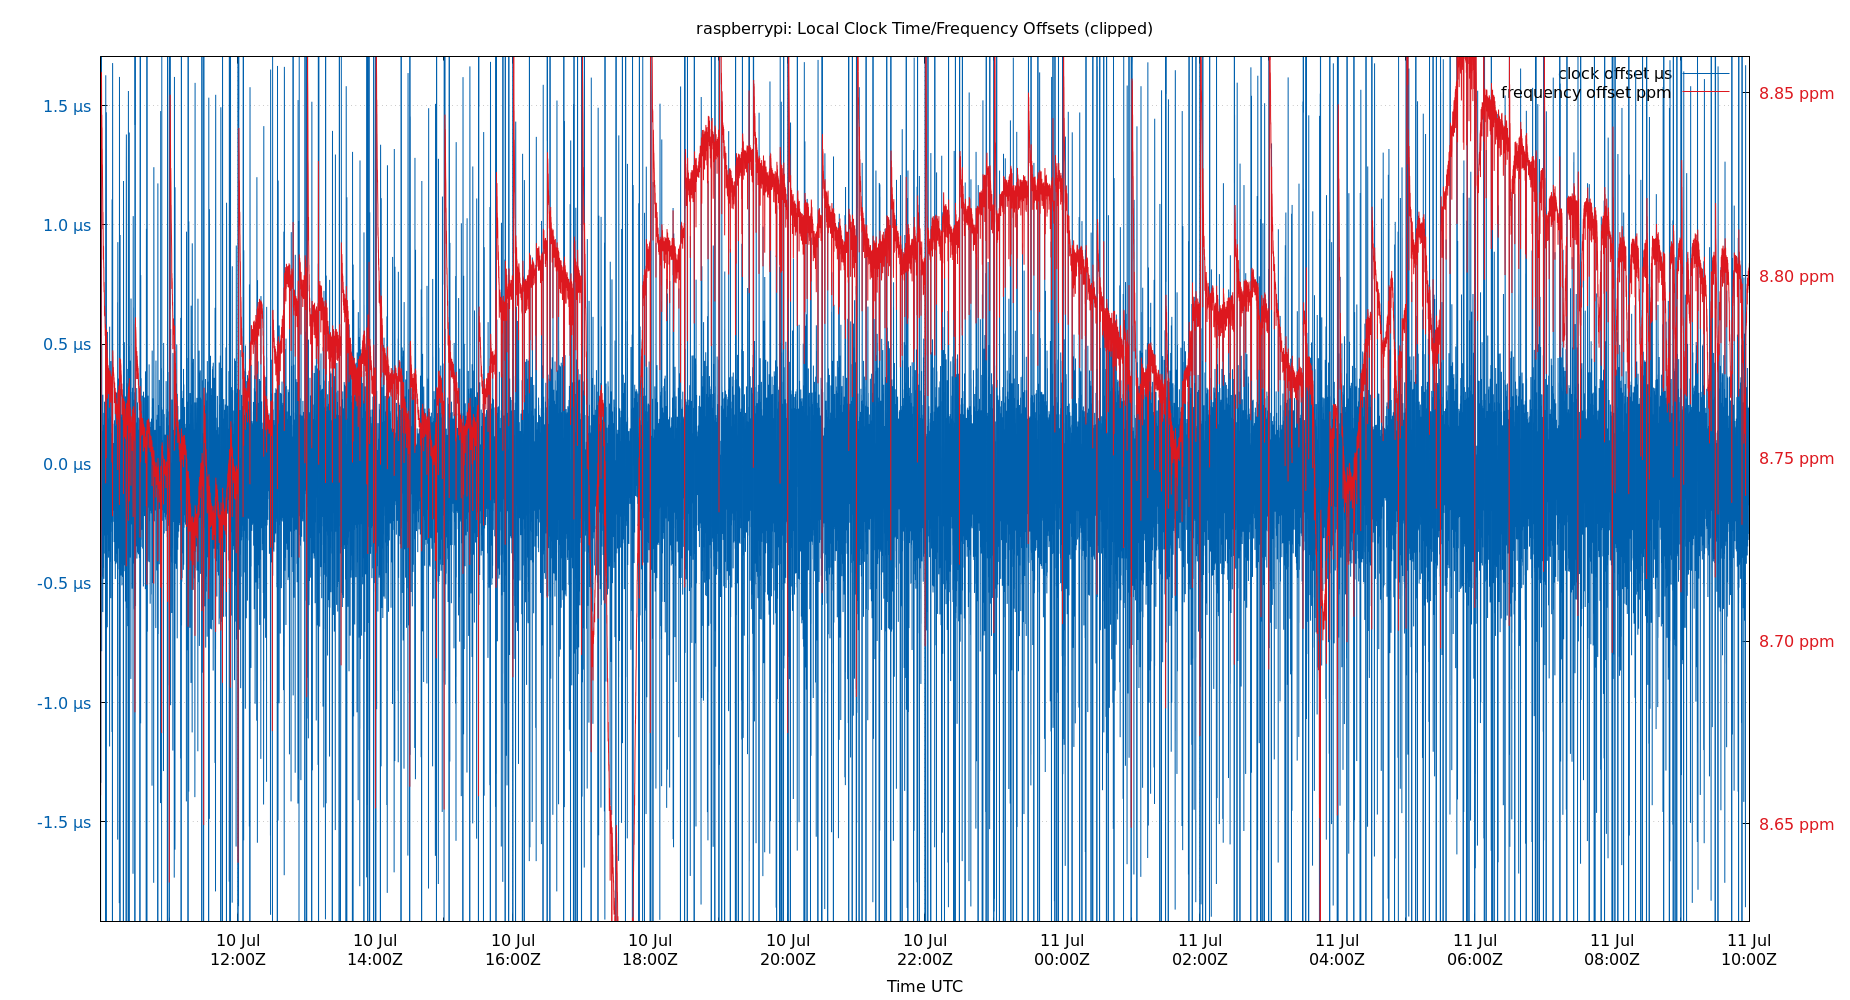 raspberrypi: Local Clock Time/Frequency Offsets (clipped)
clock offset µs
frequency offset ppm
1.5 µs
1.0 µs
0.5 µs
0.0 µs
-0.5 µs
-1.0 µs
-1.5 µs
8.85 ppm
8.80 ppm
8.75 ppm
8.70 ppm
8.65 ppm
10 Jul 10 Jul 10 Jul 10 Jul 10 Jul 10 Jul 11 Jul 11 Jul 11 Jul 11 Jul 11 Jul 11 Jul
12:00Z 14:00Z 16:00Z 18:00Z 20:00Z 22:00Z 00:00Z 02:00Z 04:00Z 06:00Z 08:00Z 10:00Z
Time UTC